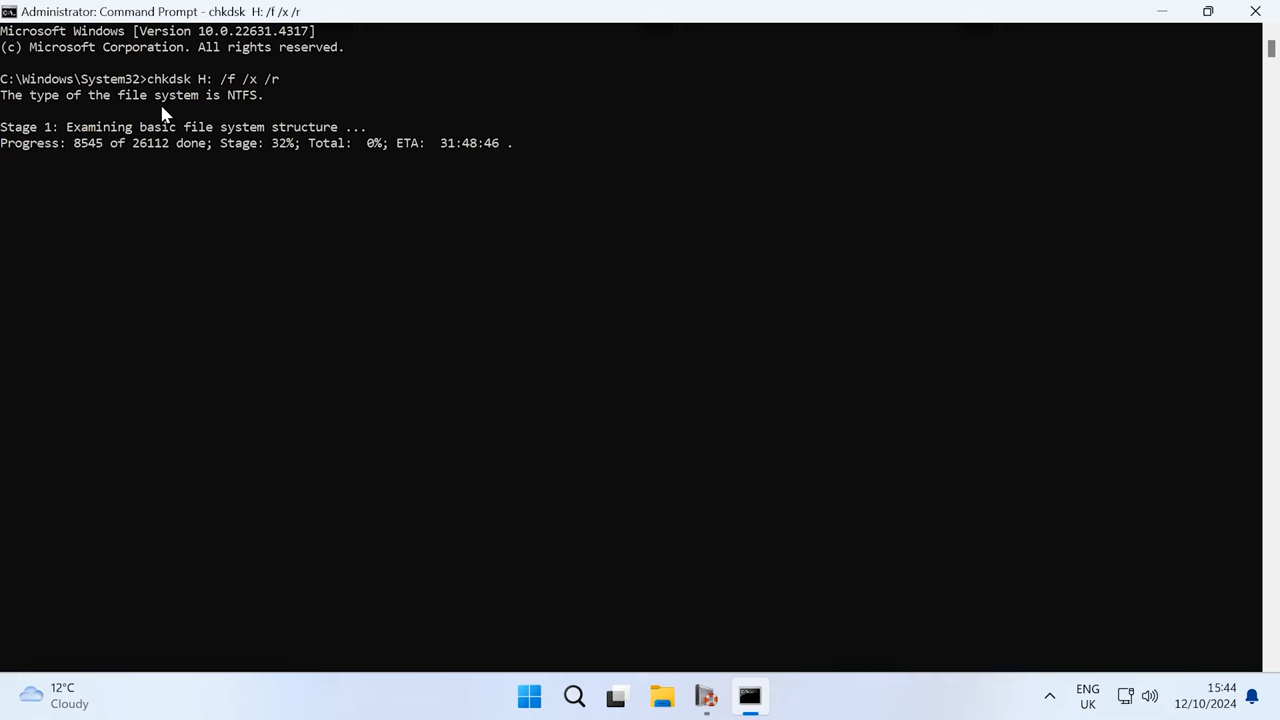 Administrator: Command Prompt - chkdsk H: /f /x /r
Microsoft Windows [Version 10.0.22631.4317]
(c) Microsoft Corporation. All rights reserved.
C:\Windows\System32>chkdsk H: /f /x /r
The type of the file system is NTFS.
Stage 1: Examining basic file system structure ...
Progress: 8545 of 26112 done; Stage: 32%; Total:  0%; ETA:  31:48:46 .
12°C
Cloudy
ENG
UK
15:44
12/10/2024